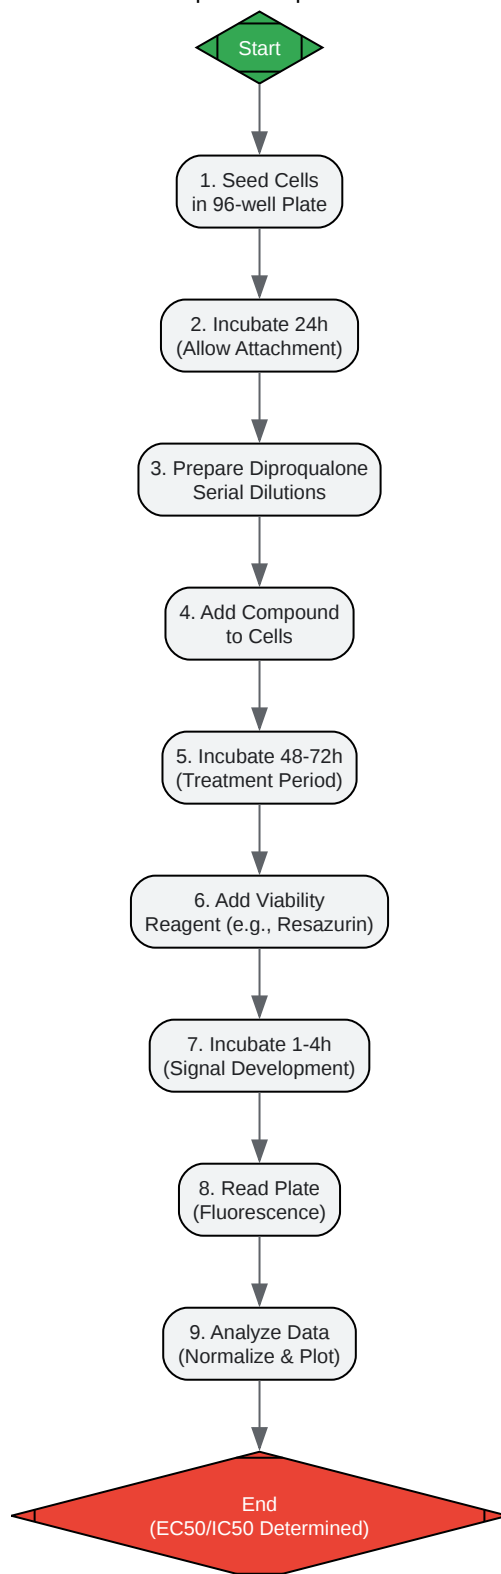 Start
1. Seed Cells
in 96-well Plate
2. Incubate 24h
(Allow Attachment)
3. Prepare Diproqualone
Serial Dilutions
4. Add Compound
to Cells
5. Incubate 48-72h
(Treatment Period)
6. Add Viability
Reagent (e.g., Resazurin)
7. Incubate 1-4h
(Signal Development)
8. Read Plate
(Fluorescence)
9. Analyze Data
(Normalize & Plot)
End
(EC50/IC50 Determined)